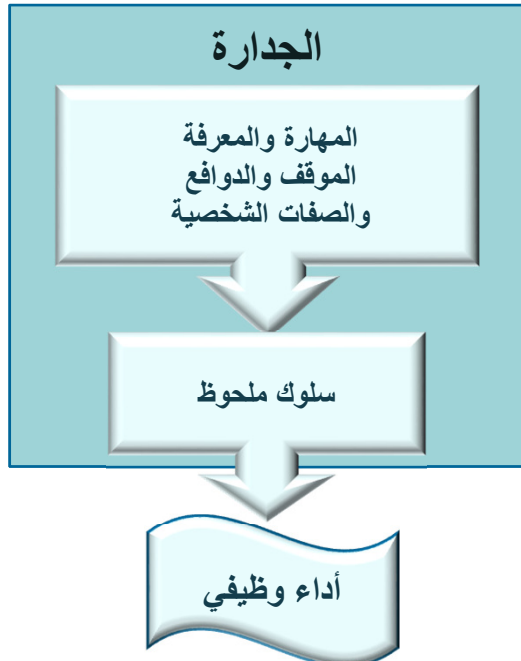 الجدارة
المهارة والمعرفة
الموقف والدوافع
والصفات الشخصية
سلوك ملحوظ
أداء وظيفي